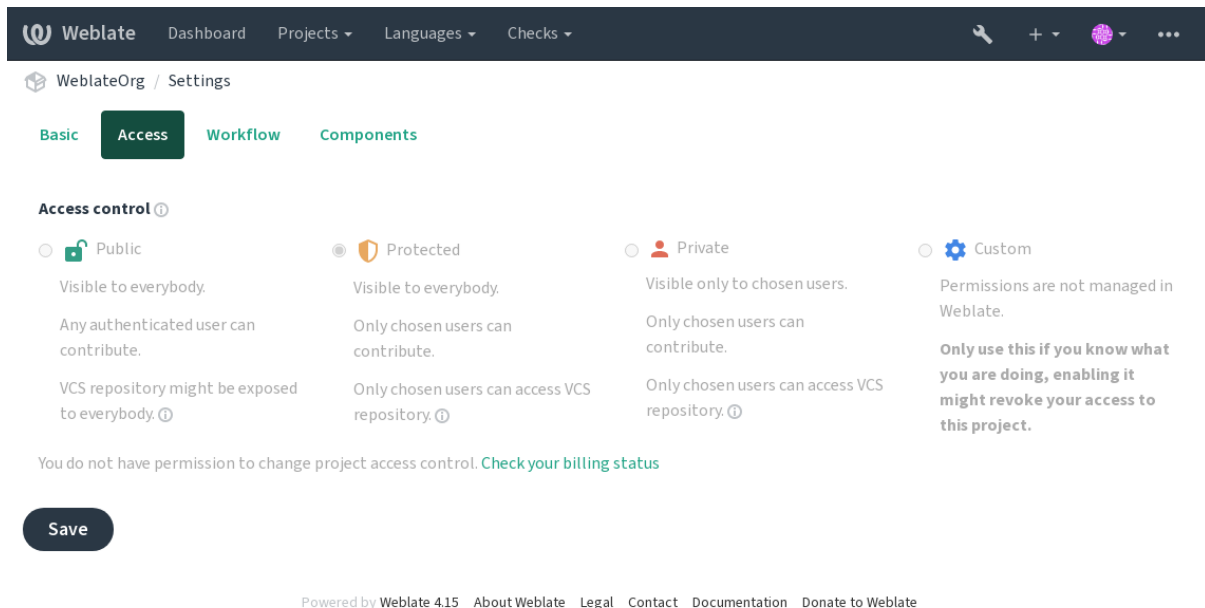 Weblate Dashboard Projects Languages Checks
WeblateOrg / Settings
Basic Access Workflow Components
Access control
Public
Visible to everybody.
Any authenticated user can
contribute.
VCS repository might be exposed
to everybody.
Protected
Visible to everybody.
Only chosen users can
contribute.
Only chosen users can access VCS
repository.
Private
Visible only to chosen users.
Only chosen users can
contribute.
Only chosen users can access VCS
repository.
Custom
Permissions are not managed in
Weblate.
Only use this if you know what
you are doing, enabling it
might revoke your access to
this project.
You do not have permission to change project access control. Check your billing status
Save
Powered by Weblate 4.15 About Weblate Legal Contact Documentation Donate to Weblate